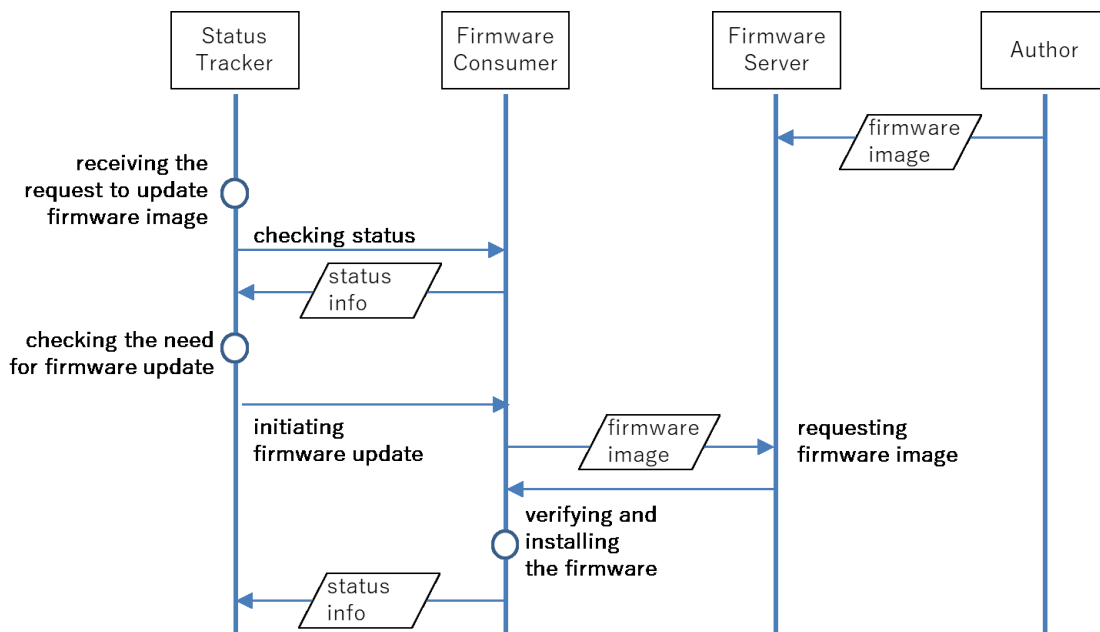 Status
Tracker
Firmware
Consumer
Firmware
Server
Author
firmware
image
receiving the
request to update
firmware image
checking status
status
info
checking the need
for firmware update
initiating
firmware update
firmware
image
requesting
firmware image
verifying and
installing
the firmware
status
info